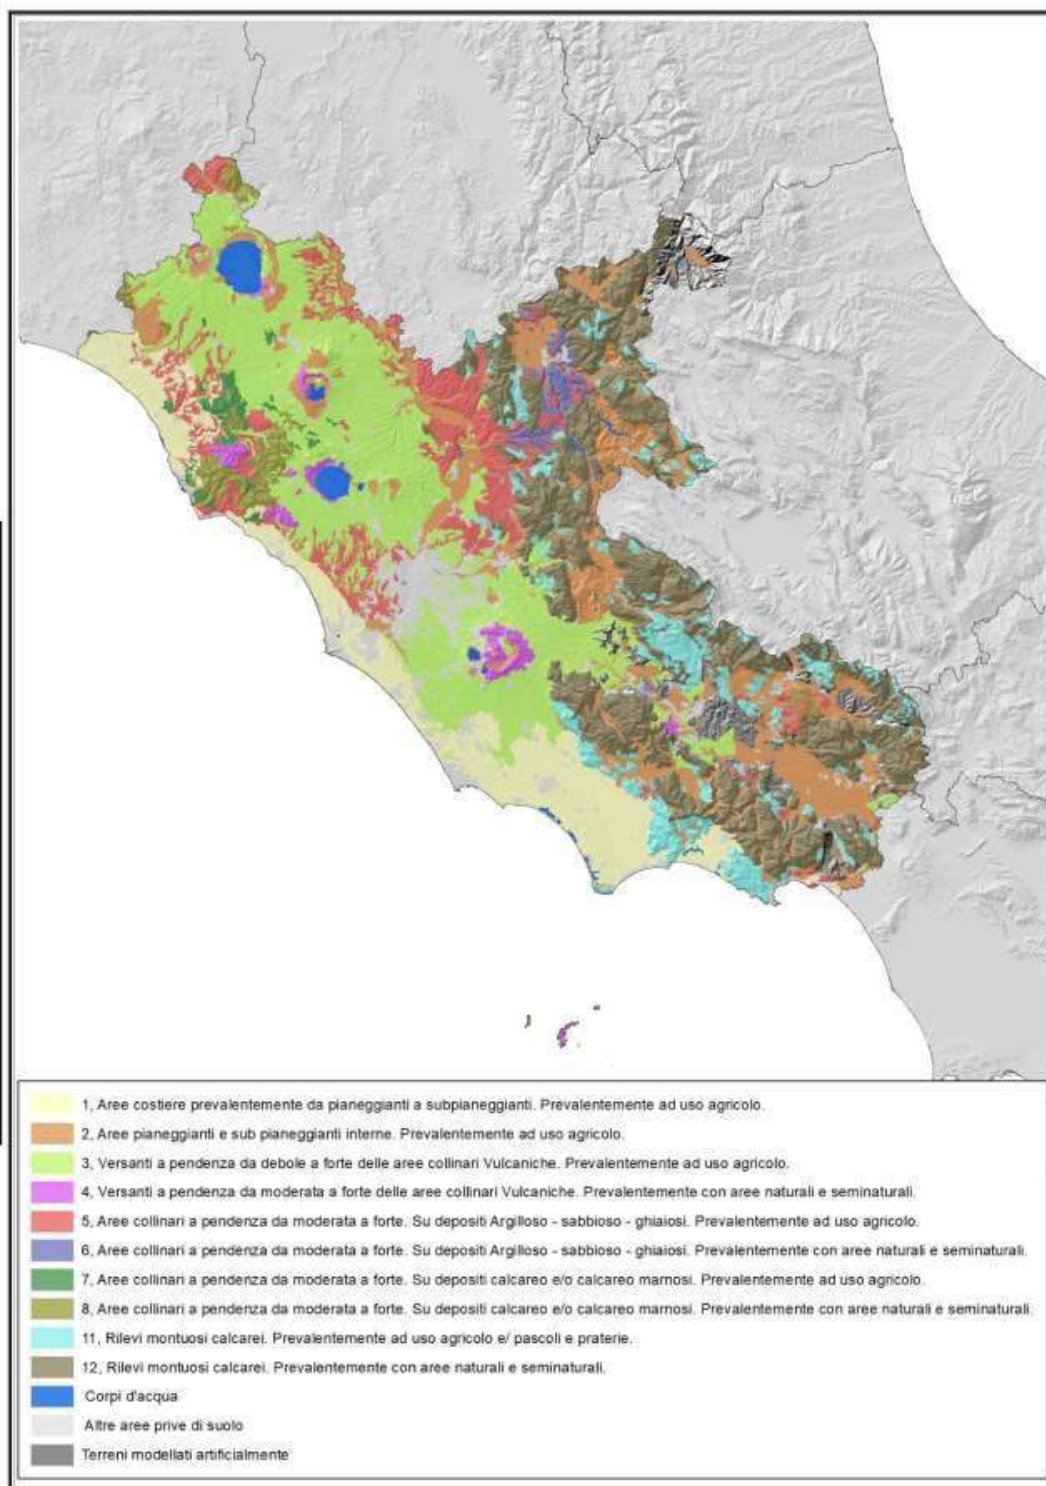 1, Aree costiere prevalentemente da pianeggianti a subpianeggianti. Prevalentemente ad uso agricolo.
2, Aree pianeggianti e sub pianeggianti interne. Prevalentemente ad uso agricolo.
3, Versanti a pendenza da debole a forte delle aree collinari Vulcaniche. Prevalentemente ad uso agricolo.
4, Versanti a pendenza da moderata a forte delle aree collinari Vulcaniche. Prevalentemente con aree naturali e seminaturali.
5, Aree collinari a pendenza da moderata a forte. Su depositi Argilloso - sabbioso - ghiaiosi. Prevalentemente ad uso agricolo.
6, Aree collinari a pendenza da moderata a forte. Su depositi Argilloso - sabbioso - ghiaiosi. Prevalentemente con aree naturali e seminaturali.
7, Aree collinari a pendenza da moderata a forte. Su depositi calcareo e/o calcareo marnosi. Prevalentemente ad uso agricolo.
8, Aree collinari a pendenza da moderata a forte. Su depositi calcareo e/o calcareo marnosi. Prevalentemente con aree naturali e seminaturali.
11, Rilievi montuosi calcarei. Prevalentemente ad uso agricolo e/ pascoli e praterie.
12, Rilievi montuosi calcarei. Prevalentemente con aree naturali e seminaturali.
Corpi d'acqua
Altre aree prive di suolo
Terreni modellati artificialmente